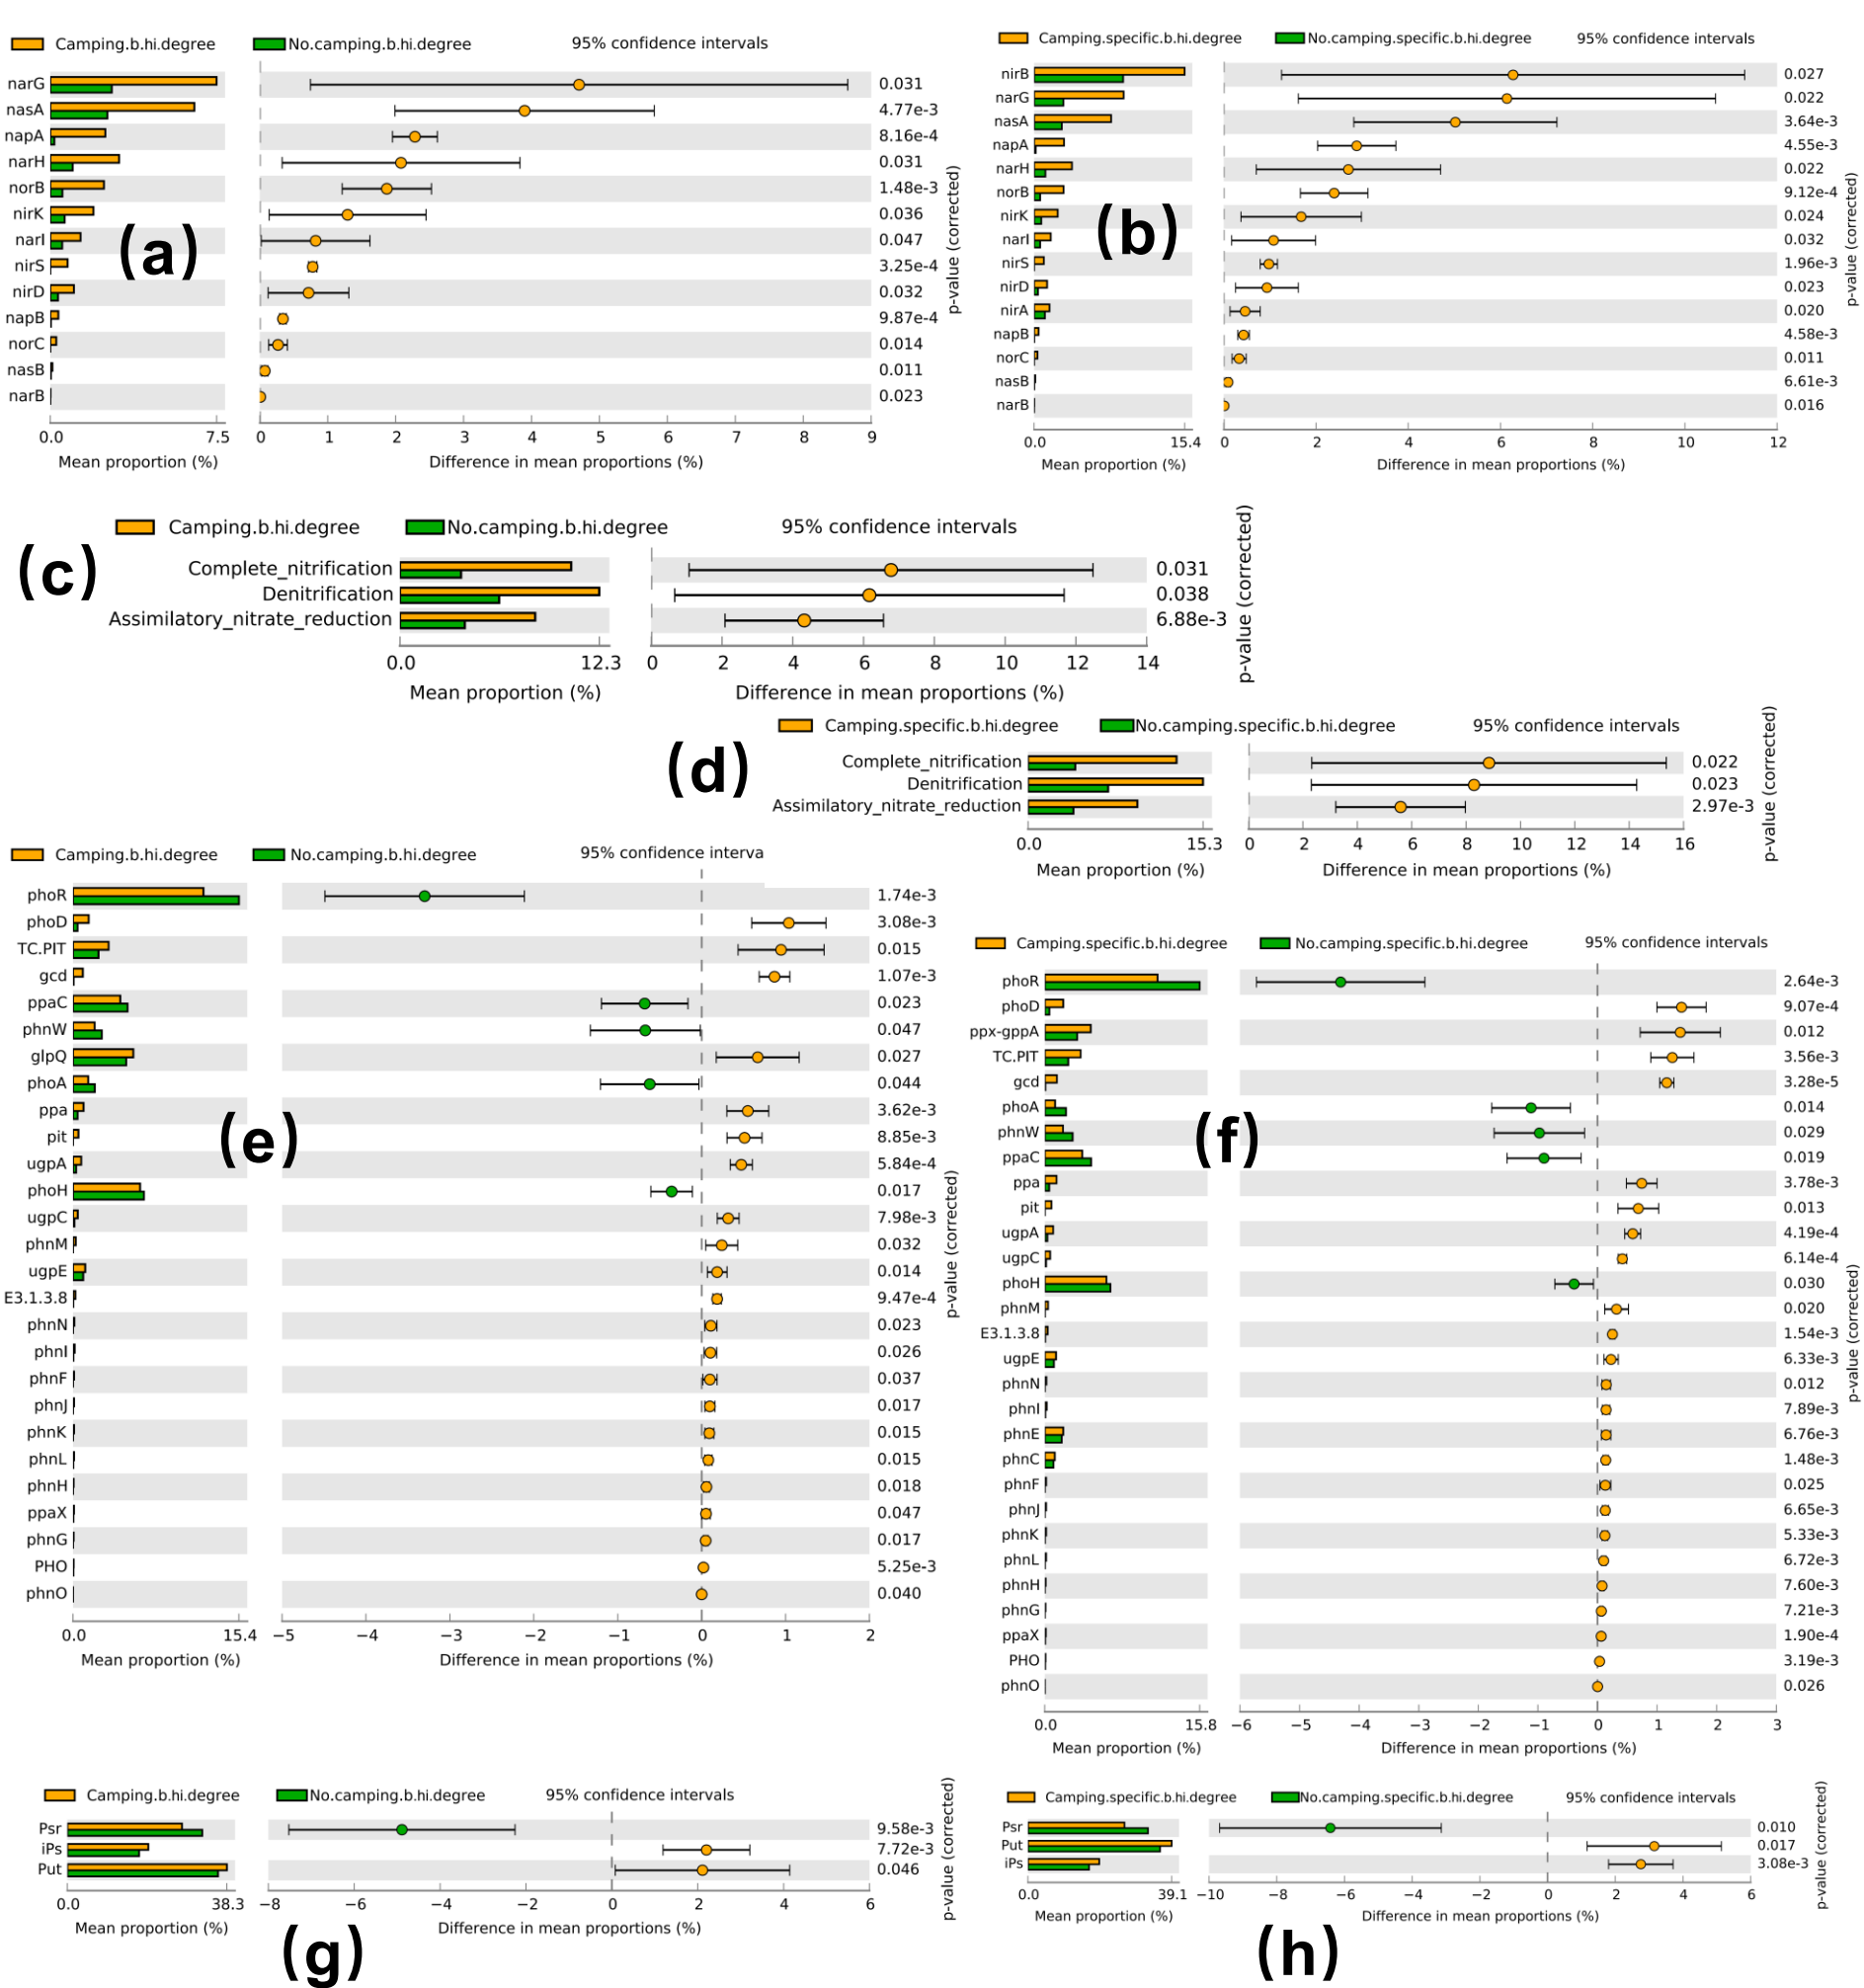 Camping.b.hi.degree No.camping.b.hi.degree 95% confidence intervals
narG 0.031
nasA 4.77e-3
napA 8.16e-4
narH 0.031
norB 1.48e-3
nirK 0.036
narI 0.047
nirS 3.25e-4
nirD 0.032
napB 9.87e-4
norC 0.014
nasB 0.011
narB 0.023
0.0 7.5 0 1 2 3 4 5 6 7 8 9
Mean proportion (%) Difference in mean proportions (%)
p-value (corrected)
(a)
Camping.specific.b.hi.degree No.camping.specific.b.hi.degree 95% confidence intervals
nirB 0.027
narG 0.022
nasA 3.64e-3
napA 4.55e-3
narH 0.022
norB 9.12e-4
nirK 0.024
narI 0.032
nirS 1.96e-3
nirD 0.023
nirA 0.020
napB 4.58e-3
norC 0.011
nasB 6.61e-3
narB 0.016
0.0 15.4 0 2 4 6 8 10 12
Mean proportion (%) Difference in mean proportions (%)
p-value (corrected)
(b)
(c)
Camping.b.hi.degree No.camping.b.hi.degree 95% confidence intervals
Complete_nitrification 0.031
Denitrification 0.038
Assimilatory_nitrate_reduction 6.88e-3
0.0 12.3 0 2 4 6 8 10 12 14
Mean proportion (%) Difference in mean proportions (%)
p-value (corrected)
(d)
Camping.specific.b.hi.degree No.camping.specific.b.hi.degree 95% confidence intervals
Complete_nitrification 0.022
Denitrification 0.023
Assimilatory_nitrate_reduction 2.97e-3
0.0 15.3 0 2 4 6 8 10 12 14 16
Mean proportion (%) Difference in mean proportions (%)
p-value (corrected)
Camping.b.hi.degree No.camping.b.hi.degree 95% confidence interva
phoR 1.74e-3
phoD 3.08e-3
TC.PIT 0.015
gcd 1.07e-3
ppaC 0.023
phnW 0.047
glpQ 0.027
phoA 0.044
ppa 3.62e-3
pit 8.85e-3
ugpA 5.84e-4
phoH 0.017
ugpC 7.98e-3
phnM 0.032
ugpE 0.014
E3.1.3.8 9.47e-4
phnN 0.023
phnI 0.026
phnF 0.037
phnJ 0.017
phnK 0.015
phnL 0.015
phnH 0.018
ppaX 0.047
phnG 0.017
PHO 5.25e-3
phnO 0.040
0.0 15.4 −5 −4 −3 −2 −1 0 1 2
Mean proportion (%) Difference in mean proportions (%)
p-value (corrected)
(e)
Camping.specific.b.hi.degree No.camping.specific.b.hi.degree 95% confidence intervals
phoR 2.64e-3
phoD 9.07e-4
ppx-gppA 0.012
TC.PIT 3.56e-3
gcd 3.28e-5
phoA 0.014
phnW 0.029
ppaC 0.019
ppa 3.78e-3
pit 0.013
ugpA 4.19e-4
ugpC 6.14e-4
phoH 0.030
phnM 0.020
E3.1.3.8 1.54e-3
ugpE 6.33e-3
phnN 0.012
phnI 7.89e-3
phnE 6.76e-3
phnC 1.48e-3
phnF 0.025
phnJ 6.65e-3
phnK 5.33e-3
phnL 6.72e-3
phnH 7.60e-3
phnG 7.21e-3
ppaX 1.90e-4
PHO 3.19e-3
phnO 0.026
0.0 15.8 −6 −5 −4 −3 −2 −1 0 1 2 3
Mean proportion (%) Difference in mean proportions (%)
p-value (corrected)
(f)
Camping.b.hi.degree No.camping.b.hi.degree 95% confidence intervals
Psr 9.58e-3
iPs 7.72e-3
Put 0.046
0.0 38.3 −8 −6 −4 −2 0 2 4 6
Mean proportion (%) Difference in mean proportions (%)
p-value (corrected)
(g)
Camping.specific.b.hi.degree No.camping.specific.b.hi.degree 95% confidence intervals
Psr 0.010
Put 0.017
iPs 3.08e-3
0.0 39.1 −10 −8 −6 −4 −2 0 2 4 6
Mean proportion (%) Difference in mean proportions (%)
p-value (corrected)
(h)